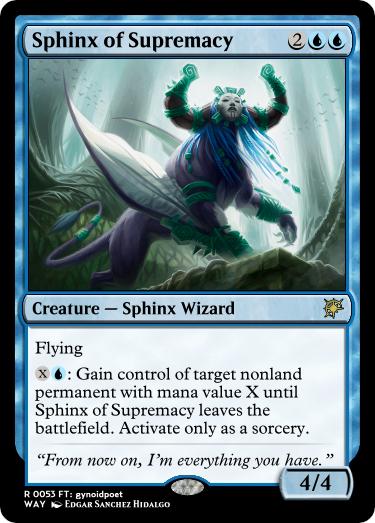 Sphinx of Supremacy 2
Creature — Sphinx Wizard
Flying
X: Gain control of target nonland
permanent with mana value X until
Sphinx of Supremacy leaves the
battlefield. Activate only as a sorcery.
“From now on, I'm everything you have.”
4/4
R 0053 FT: gynoidpoet
WAY Edgar Sanchez Hidalgo